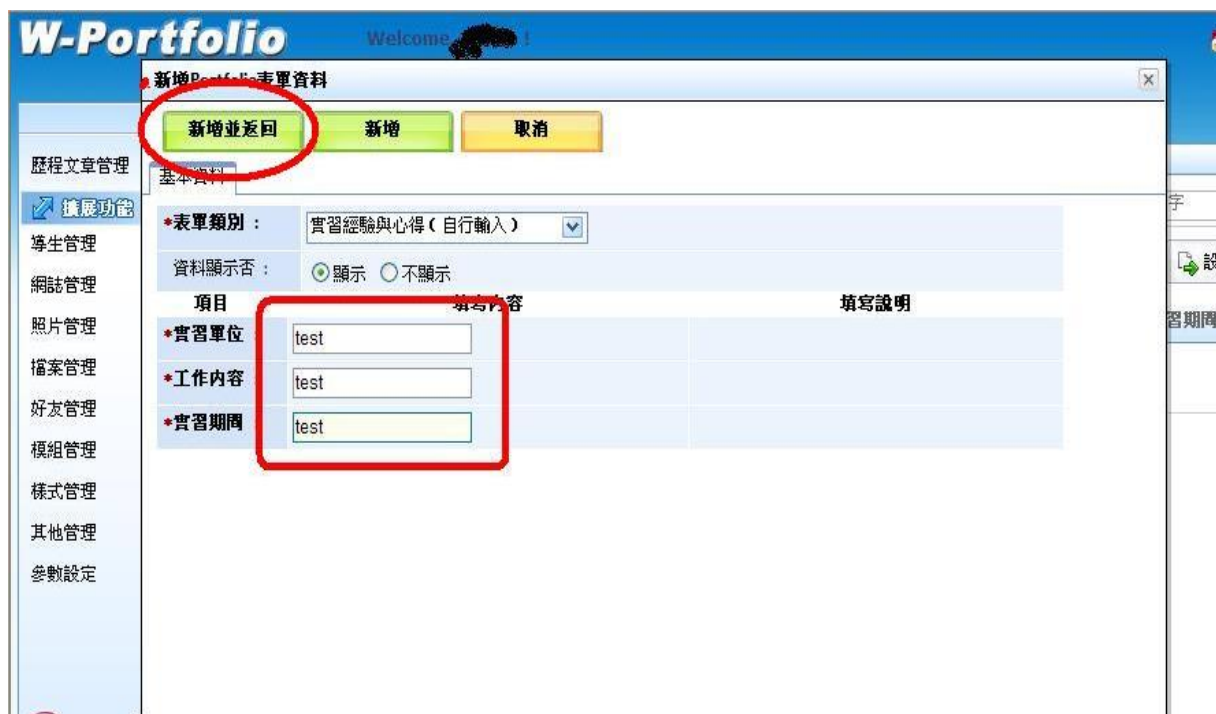 W-Portfolio
Welcome !
新增Portfolio表單資料
新增並返回 新增 取消
基本資料
歷程文章管理
擴展功能
導生管理
網誌管理
照片管理
檔案管理
好友管理
模組管理
樣式管理
其他管理
參數設定
*表單類別：
實習經驗與心得(自行輸入)
資料顯示否：
顯示 不顯示
項目 填寫內容 填寫說明
*實習單位 test
*工作內容： test
*實習期間 test
字
設
習期間